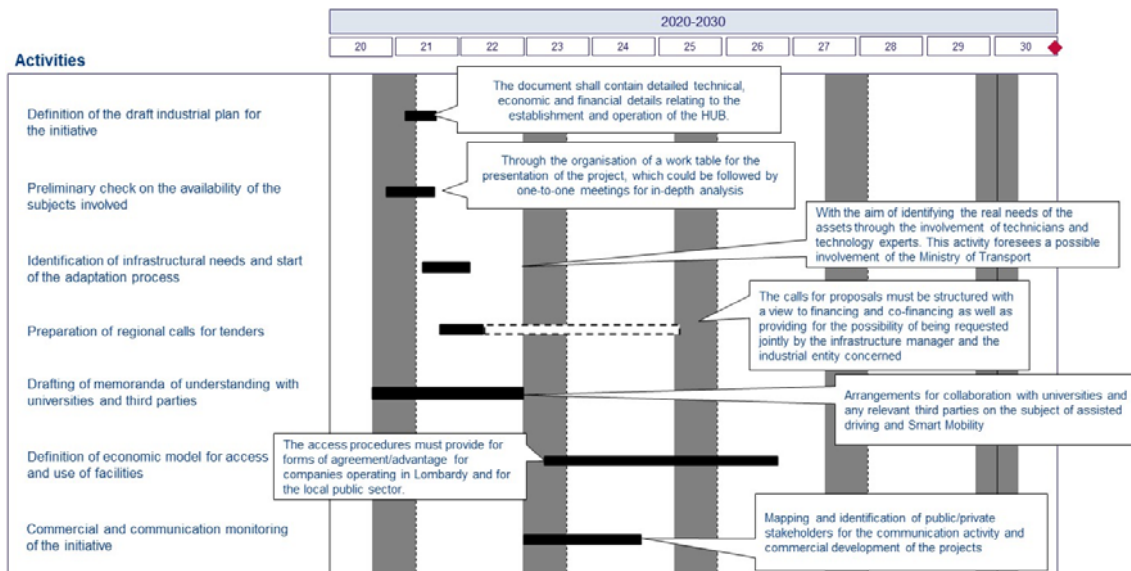 2020-2030
20 21 22 23 24 25 26 27 28 29 30
Activities
Definition of the draft industrial plan for
the initiative
The document shall contain detailed technical,
economic and financial details relating to the
establishment and operation of the HUB.
Preliminary check on the availability of the
subjects involved
Through the organisation of a work table for the
presentation of the project, which could be followed by
one-to-one meetings for in-depth analysis
Identification of infrastructural needs and start
of the adaptation process
With the aim of identifying the real needs of the
assets through the involvement of technicians and
technology experts. This activity foresees a possible
involvement of the Ministry of Transport
Preparation of regional calls for tenders
The calls for proposals must be structured with
a view to financing and co-financing as well as
providing for the possibility of being requested
jointly by the infrastructure manager and the
industrial entity concerned
Drafting of memoranda of understanding with
universities and third parties
Arrangements for collaboration with universities and
any relevant third parties on the subject of assisted
driving and Smart Mobility
Definition of economic model for access
and use of facilities
The access procedures must provide for
forms of agreement/advantage for
companies operating in Lombardy and for
the local public sector.
Commercial and communication monitoring
of the initiative
Mapping and identification of public/private
stakeholders for the communication activity and
commercial development of the projects